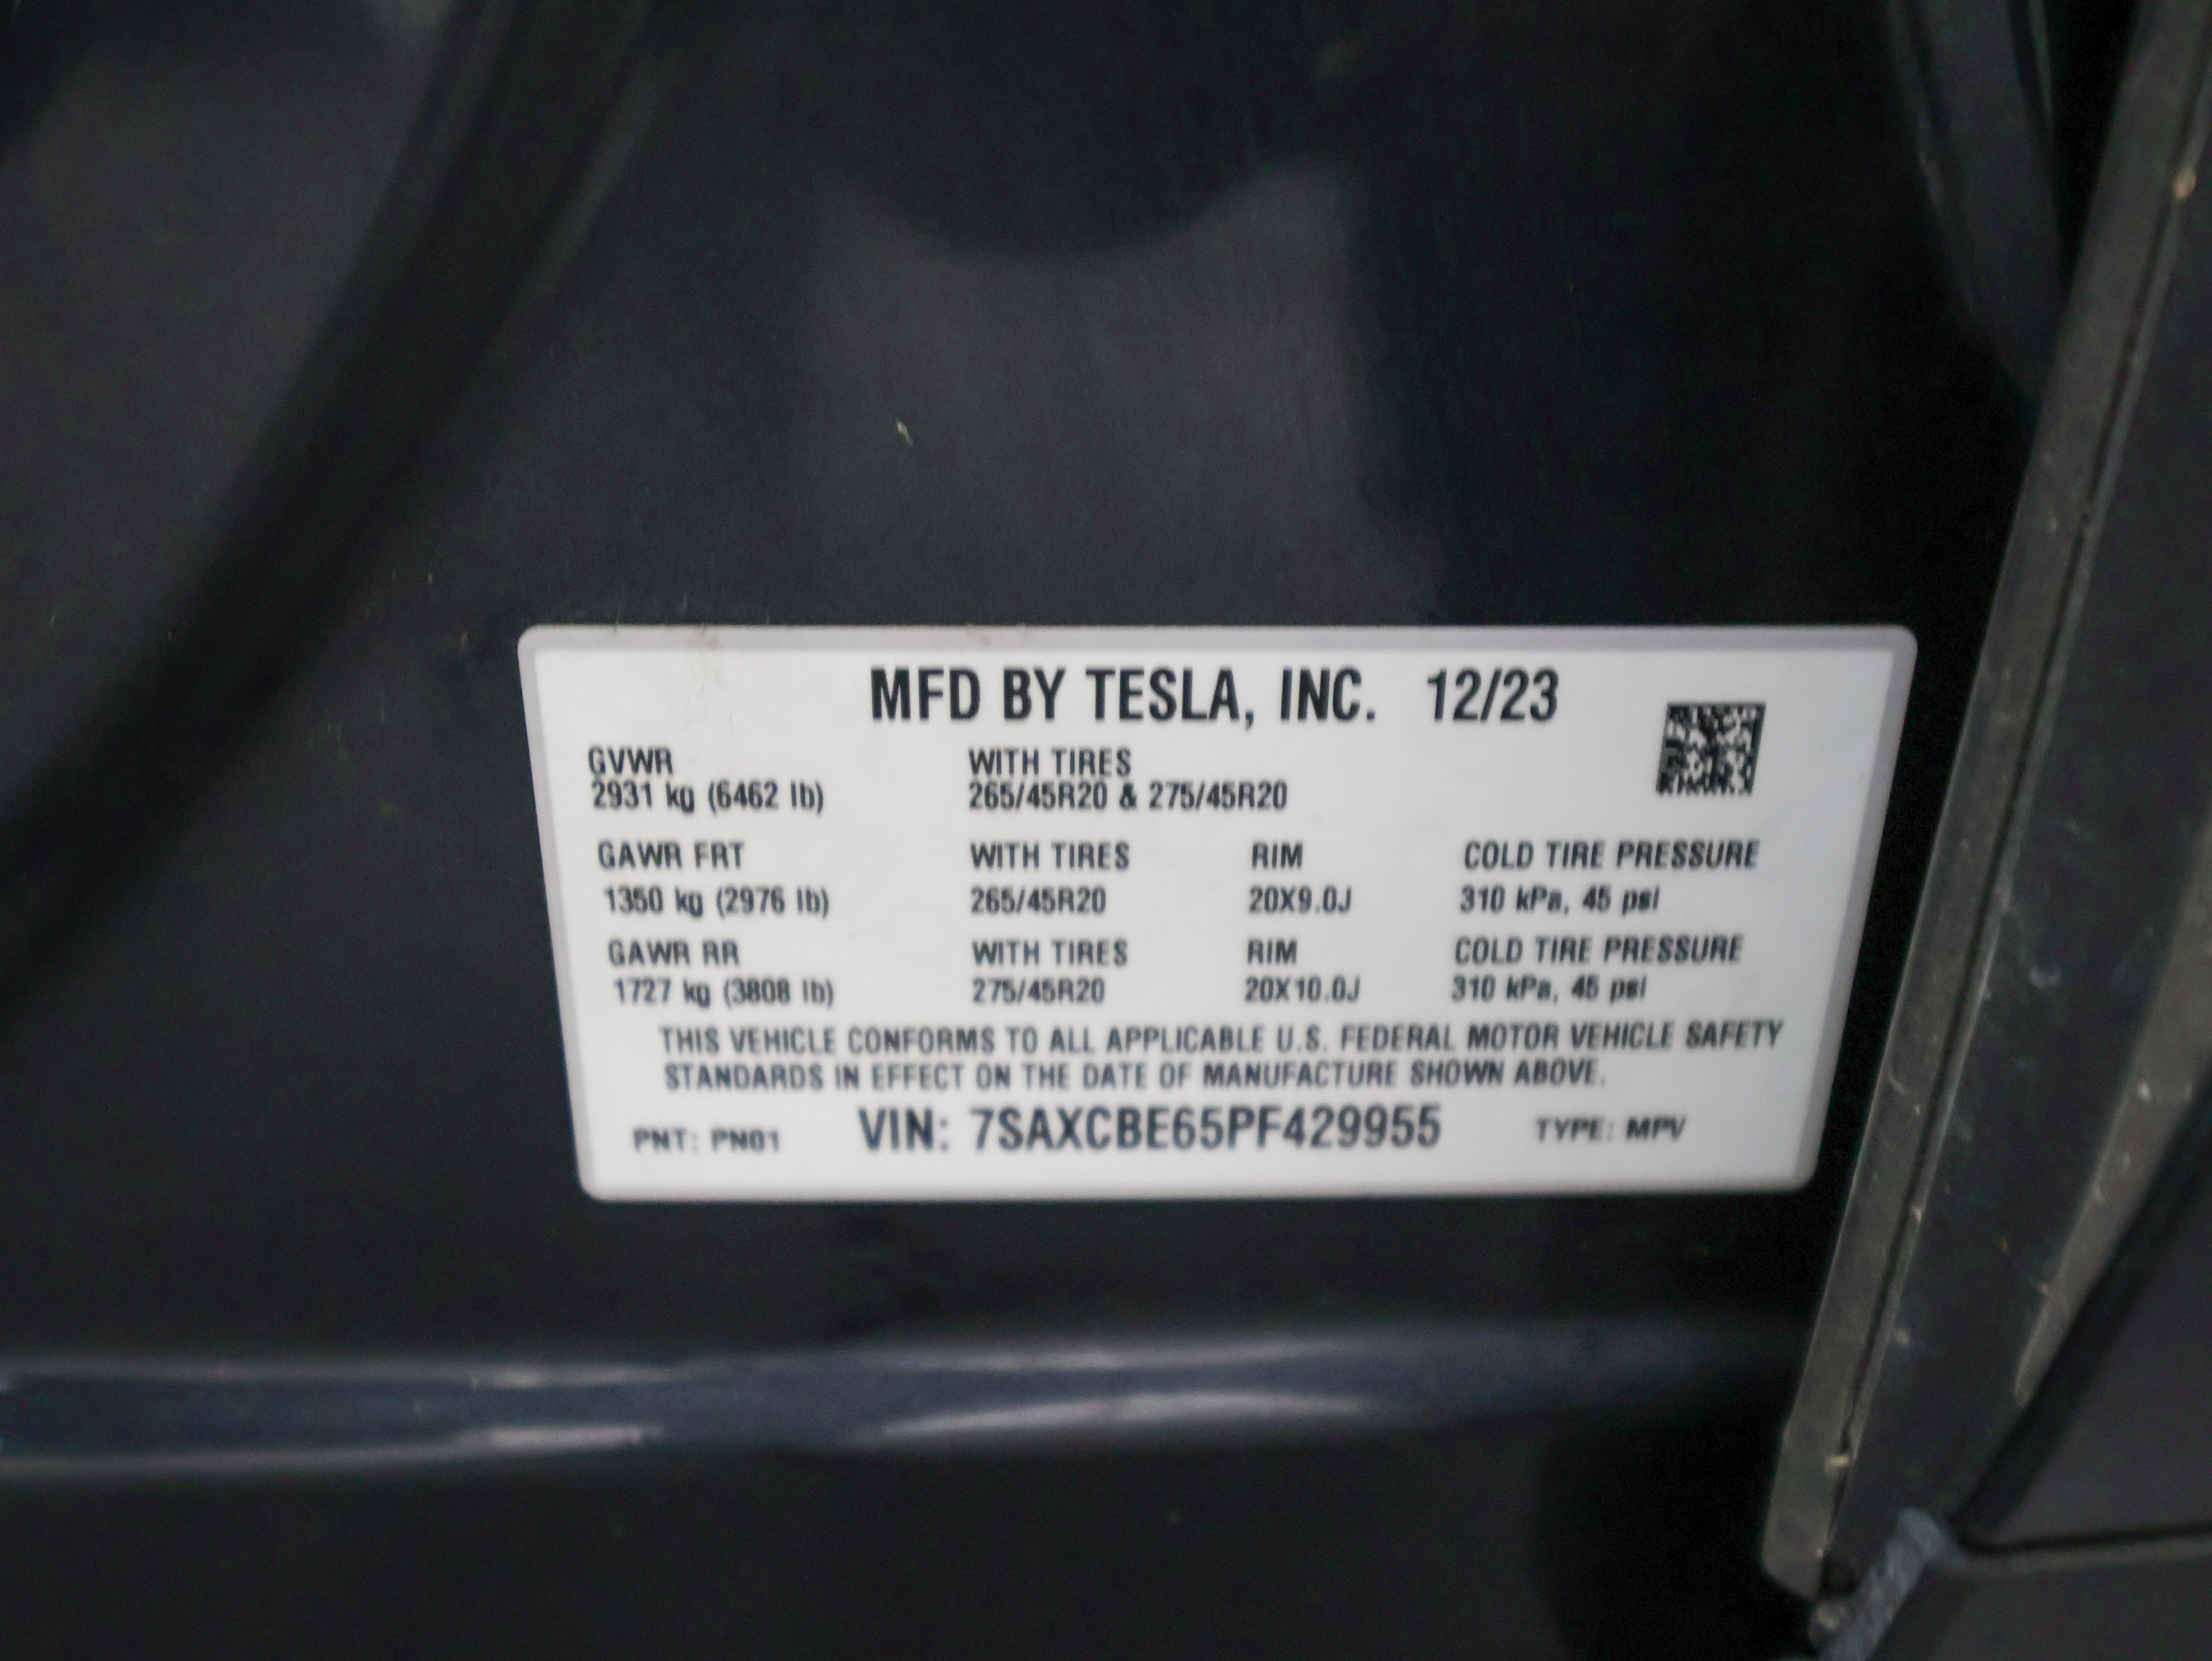 MFD BY TESLA, INC. 12/23
GVWR WITH TIRES
2931 kg (6462 lb) 265/45R20 & 275/45R20
GAWR FRT WITH TIRES RIM COLD TIRE PRESSURE
1350 kg (2976 lb) 265/45R20 20X9.0J 310 kPa, 45 psi
GAWR RR WITH TIRES RIM COLD TIRE PRESSURE
1727 kg (3808 lb) 275/45R20 20X10.0J 310 kPa, 45 psi
THIS VEHICLE CONFORMS TO ALL APPLICABLE U.S. FEDERAL MOTOR VEHICLE SAFETY
STANDARDS IN EFFECT ON THE DATE OF MANUFACTURE SHOWN ABOVE.
PNT: PN01 VIN: 7SAXCBE65PF429955 TYPE: MPV